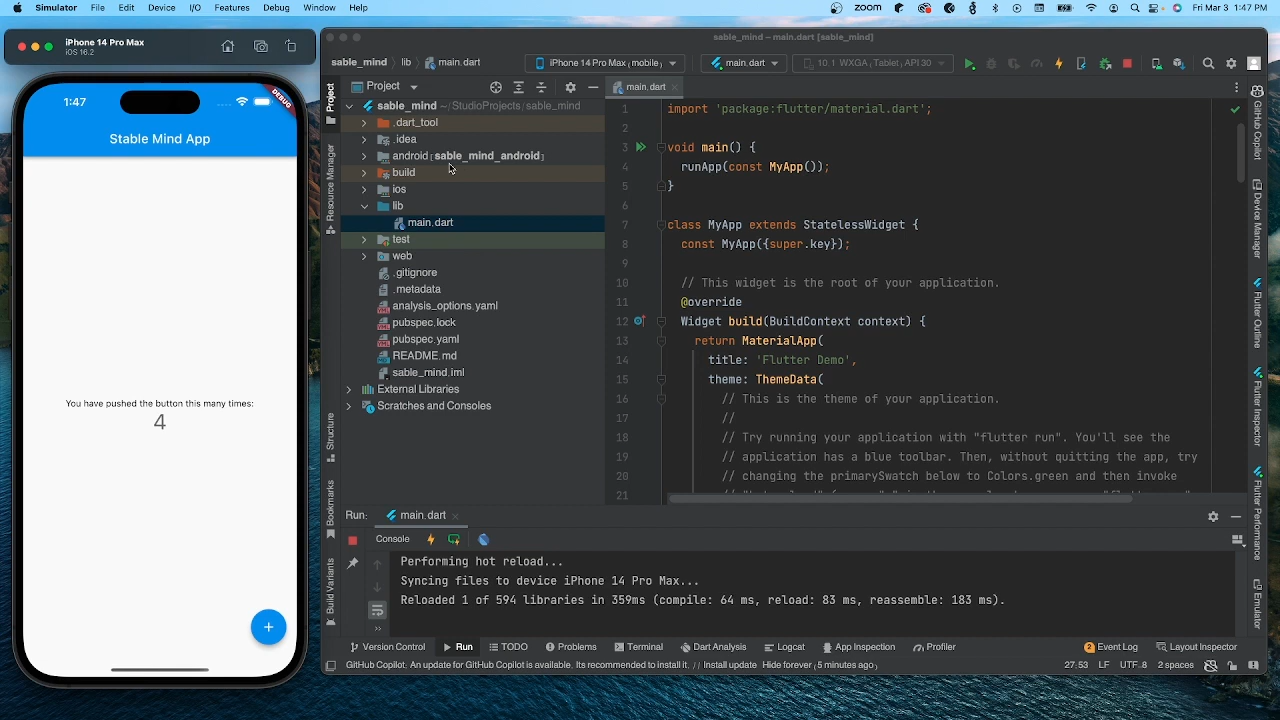 Simulator File Edit Device I/O Features Debug Window Help zoom Fri Mar 3 1:47 PM
iPhone 14 Pro Max
iOS 16.2
1:47
DEBUG
Stable Mind App
You have pushed the button this many times:
4
+
sable_mind – main.dart [sable_mind]
sable_mind lib main.dart iPhone 14 Pro Max (mobile) main.dart 10.1 WXGA (Tablet) API 30
Project
Resource Manager
Structure
Bookmarks
Build Variants
Project
sable_mind ~/StudioProjects/sable_mind
.dart_tool
.idea
android [sable_mind_android]
build
ios
lib
main.dart
test
web
.gitignore
.metadata
analysis_options.yaml
pubspec.lock
pubspec.yaml
README.md
sable_mind.iml
External Libraries
Scratches and Consoles
main.dart
1 import 'package:flutter/material.dart';
2
3 void main() {
4 runApp(const MyApp());
5 }
6
7 class MyApp extends StatelessWidget {
8 const MyApp({super.key});
9
10 // This widget is the root of your application.
11 @override
12 Widget build(BuildContext context) {
13 return MaterialApp(
14 title: 'Flutter Demo',
15 theme: ThemeData(
16 // This is the theme of your application.
17 //
18 // Try running your application with "flutter run". You'll see the
19 // application has a blue toolbar. Then, without quitting the app, try
20 // changing the primarySwatch below to Colors.green and then invoke
21
GitHub Copilot
Device Manager
Flutter Outline
Flutter Inspector
Flutter Performance
Emulator
Run: main.dart
Console
Performing hot reload...
Syncing files to device iPhone 14 Pro Max...
Reloaded 1 of 594 libraries in 359ms (compile: 64 ms, reload: 83 ms, reassemble: 183 ms).
Version Control Run TODO Problems Terminal Dart Analysis Logcat App Inspection Profiler 2 Event Log Layout Inspector
GitHub Copilot: An update for GitHub Copilot is available. Its recommended to install it. // Install update Hide forever (5 minutes ago) 27:53 LF UTF-8 2 spaces